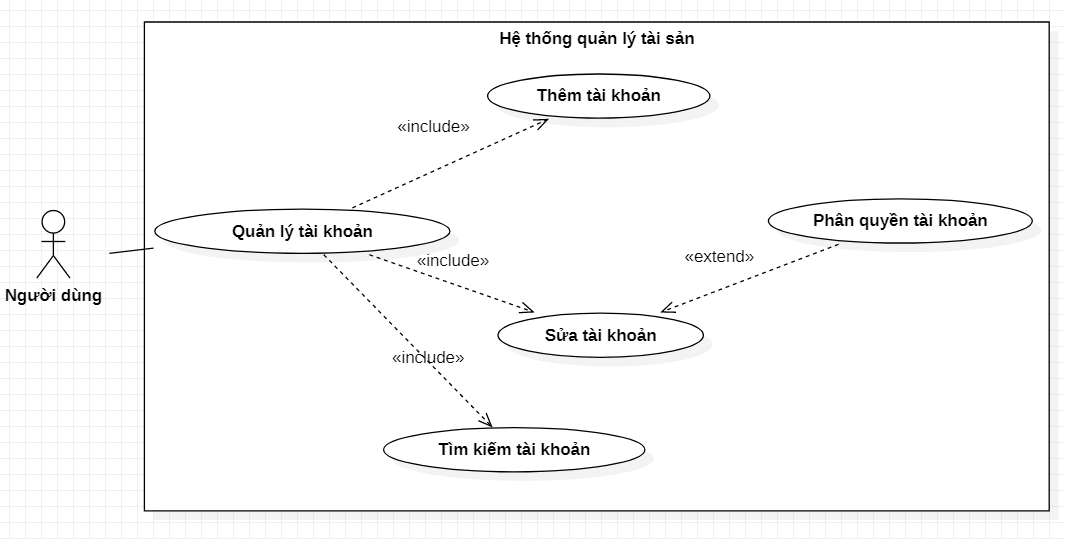 Hệ thống quản lý tài sản
Thêm tài khoản
«include»
Phân quyền tài khoản
Quản lý tài khoản
«include»
«extend»
Người dùng
Sửa tài khoản
«include»
Tìm kiếm tài khoản